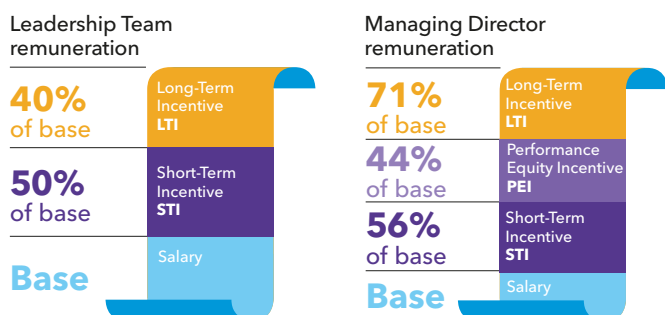 Leadership Team
remuneration
40%
of base
Long-Term
Incentive
LTI
50%
of base
Short-Term
Incentive
STI
Base
Salary
Managing Director
remuneration
71%
of base
Long-Term
Incentive
LTI
44%
of base
Performance
Equity Incentive
PEI
56%
of base
Short-Term
Incentive
STI
Base
Salary